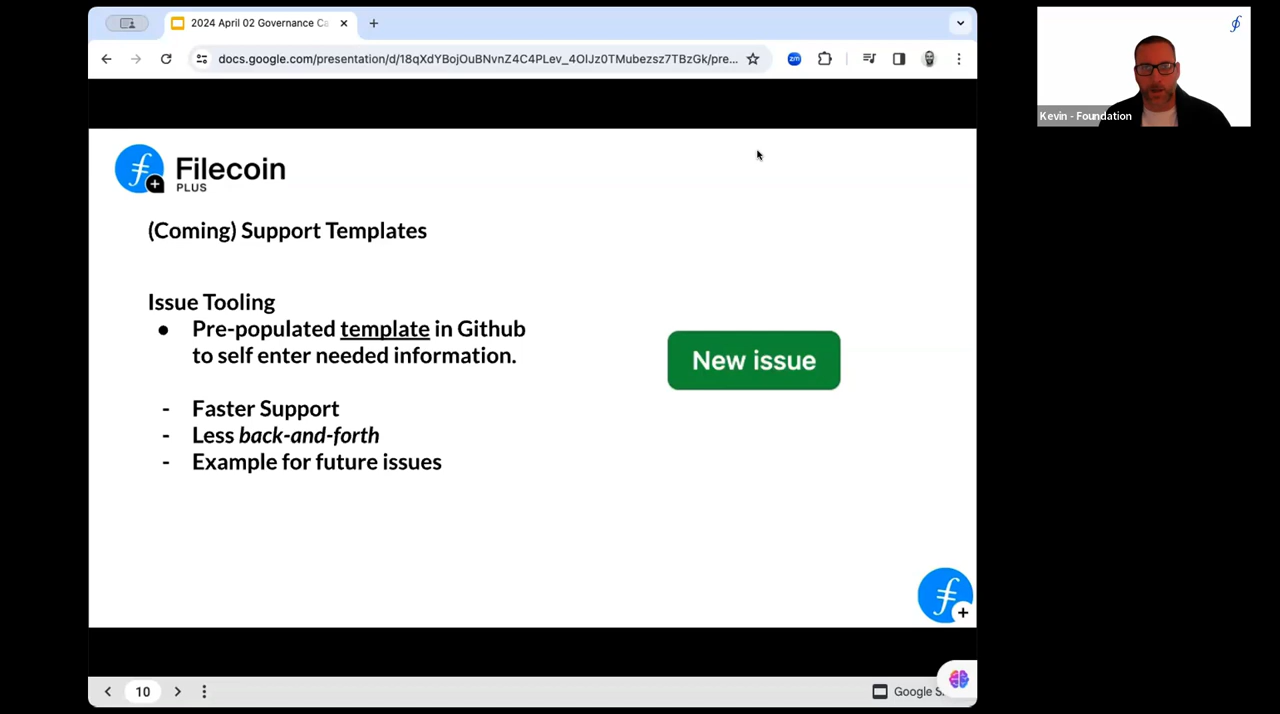 2024 April 02 Governance Ca
docs.google.com/presentation/d/18qXdYBojOuBNvnZ4C4PLev_4OlJz0TMubezsz7TBzGk/pre...
zm
Filecoin
PLUS
(Coming) Support Templates
Issue Tooling
● Pre-populated template in Github
to self enter needed information.
- Faster Support
- Less back-and-forth
- Example for future issues
New issue
10
Google S
Kevin - Foundation